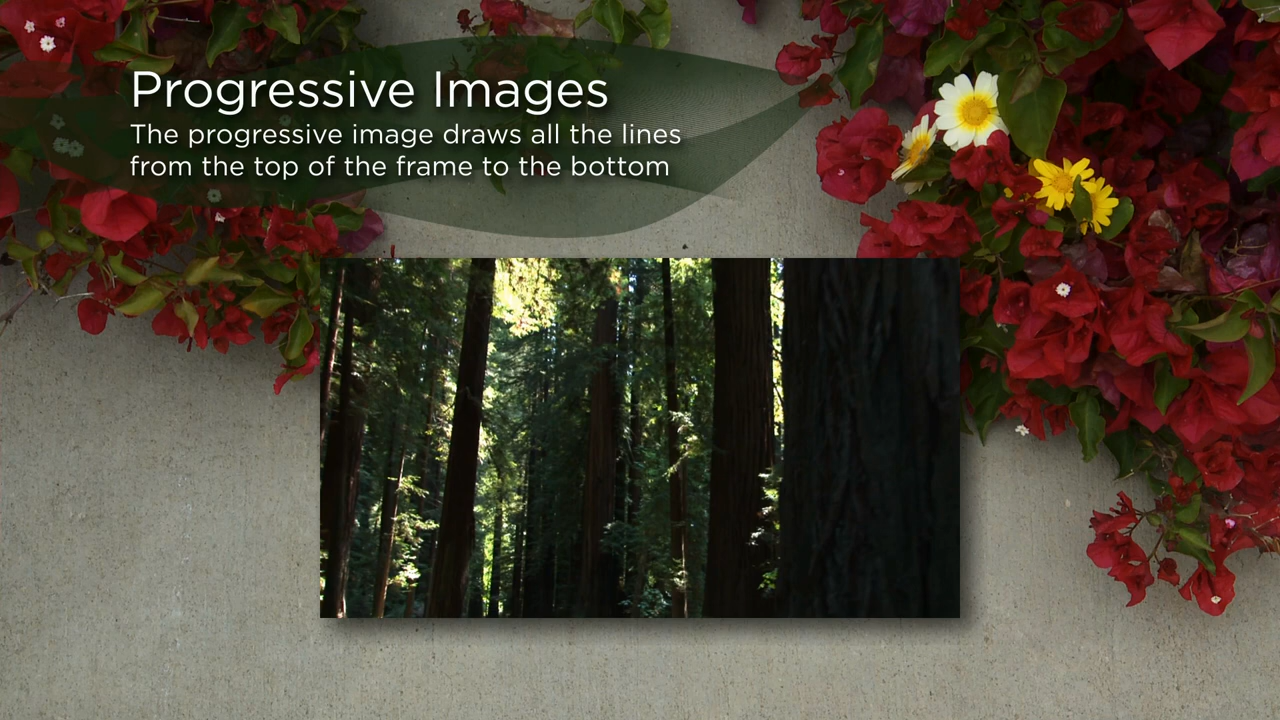 Progressive Images
The progressive image draws all the lines
from the top of the frame to the bottom